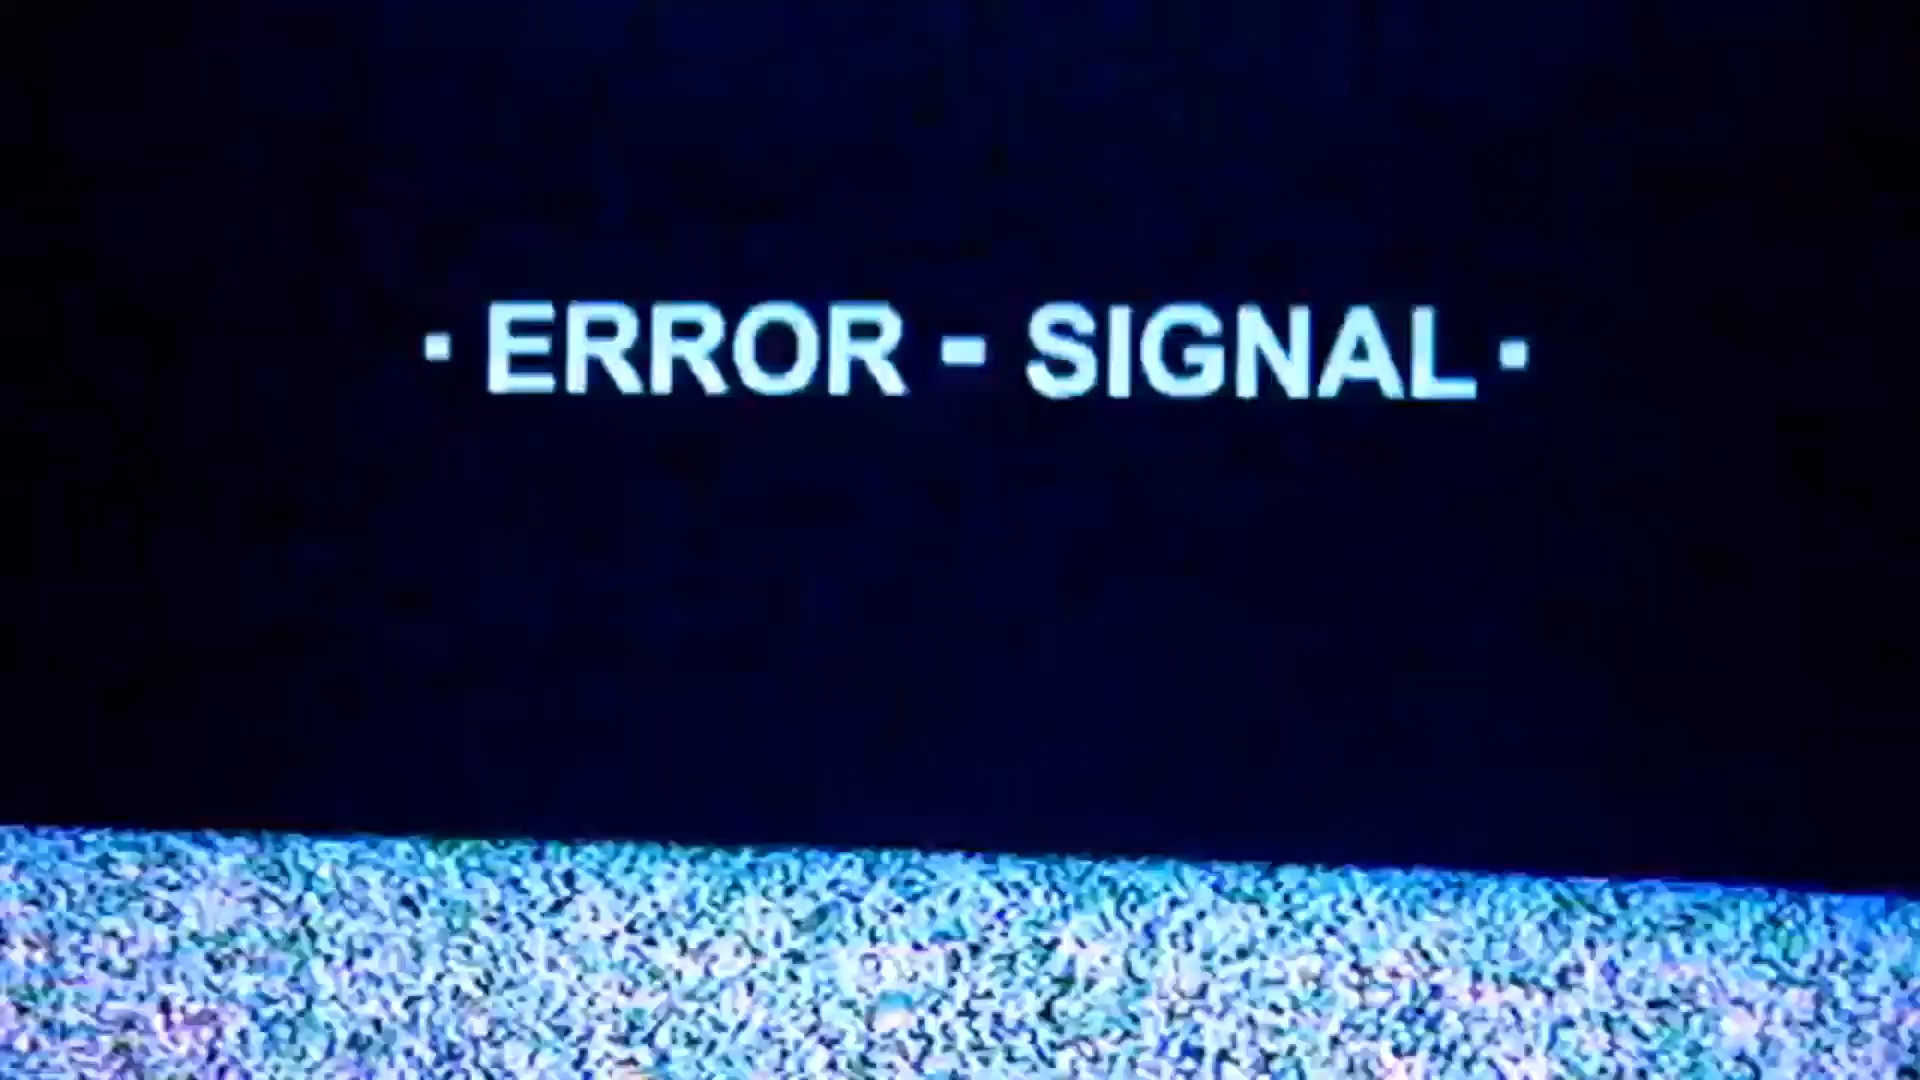 · ERROR - SIGNAL ·